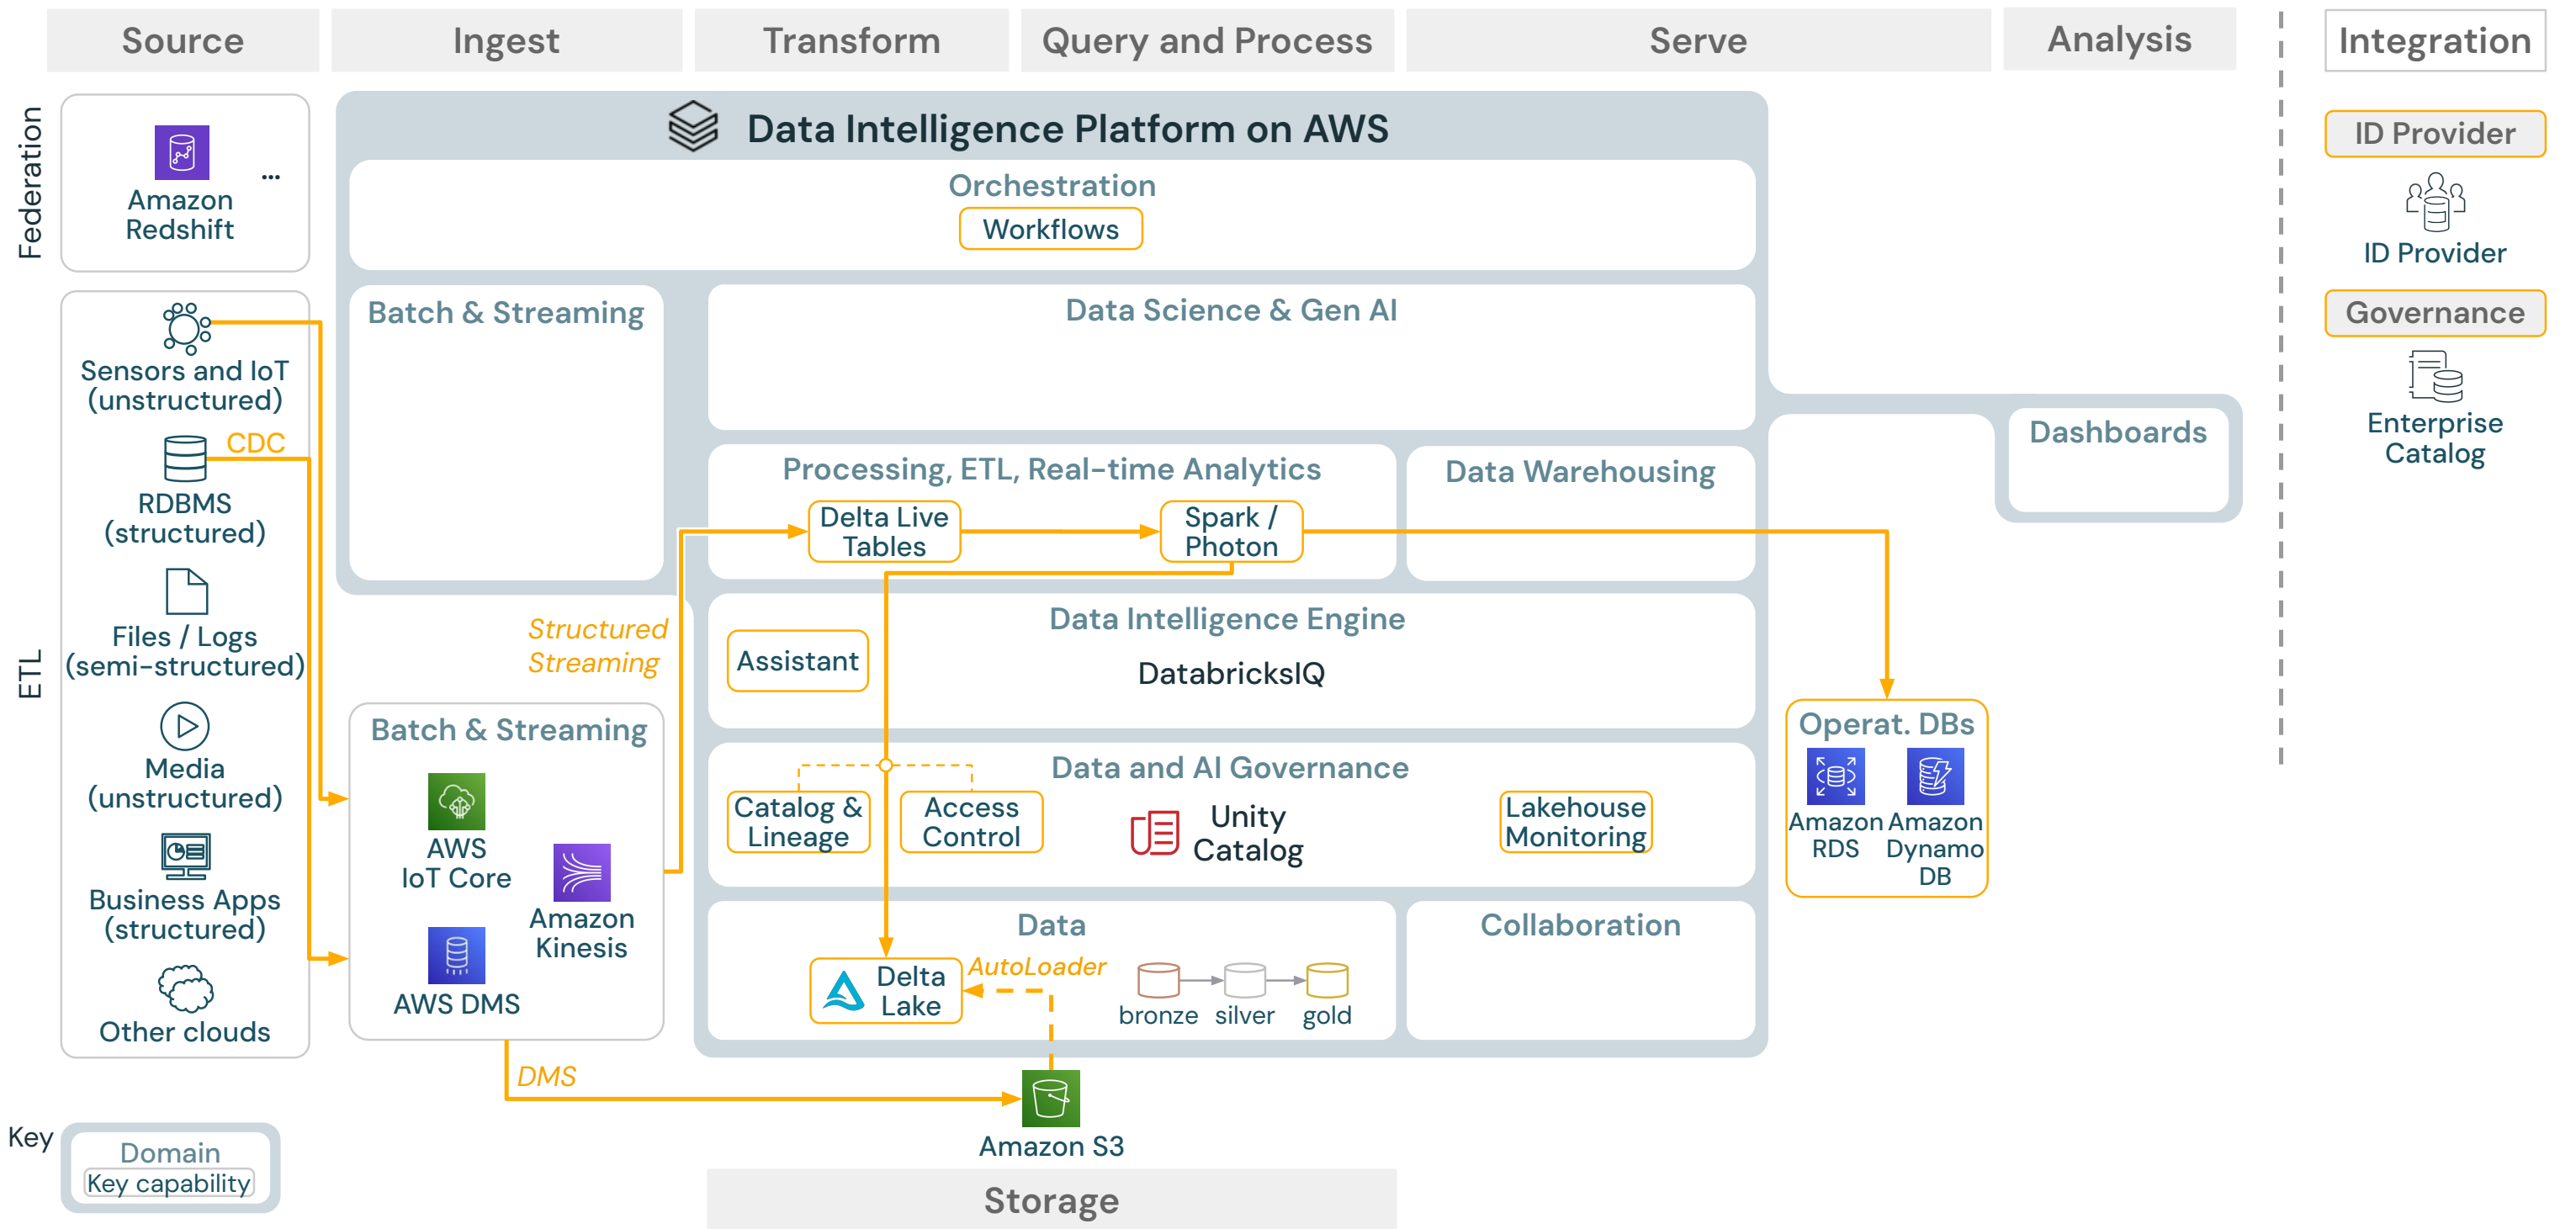 Source
Ingest
Transform
Query and Process
Serve
Analysis
Integration
Federation
Amazon
Redshift
...
ETL
Sensors and IoT
(unstructured)
CDC
RDBMS
(structured)
Files / Logs
(semi-structured)
Media
(unstructured)
Business Apps
(structured)
Other clouds
Data Intelligence Platform on AWS
Orchestration
Workflows
Batch & Streaming
Data Science & Gen AI
Processing, ETL, Real-time Analytics
Delta Live
Tables
Spark /
Photon
Data Warehousing
Dashboards
Structured
Streaming
Data Intelligence Engine
Assistant
DatabricksIQ
Batch & Streaming
AWS
IoT Core
Amazon
Kinesis
AWS DMS
Data and AI Governance
Catalog &
Lineage
Access
Control
Unity
Catalog
Lakehouse
Monitoring
Operat. DBs
Amazon
RDS
Amazon
Dynamo
DB
Data
Delta
Lake
AutoLoader
bronze
silver
gold
Collaboration
DMS
Amazon S3
Storage
ID Provider
ID Provider
Governance
Enterprise
Catalog
Key
Domain
Key capability